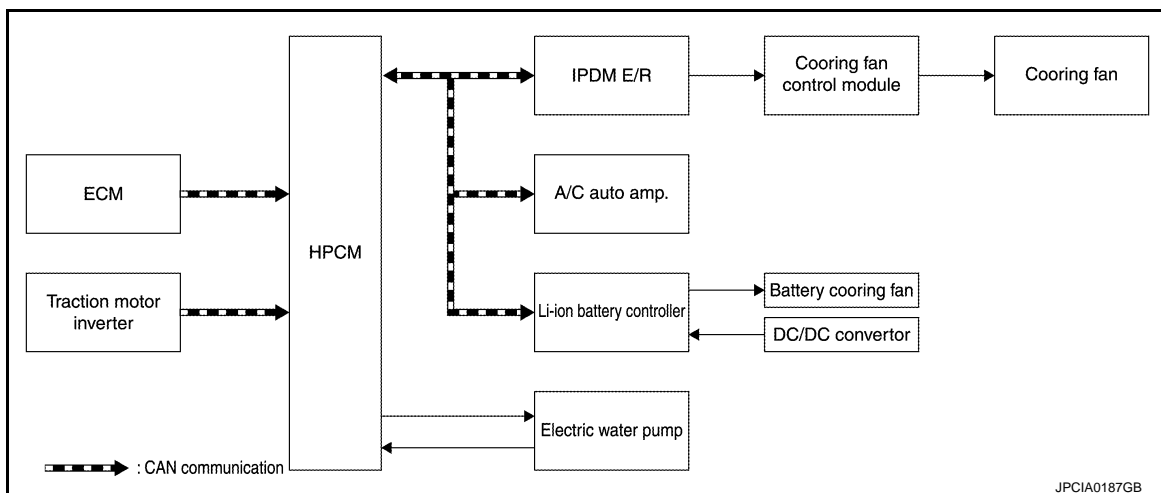 IPDM E/R
Cooring fan
control module
Cooring fan
ECM
A/C auto amp.
HPCM
Traction motor
inverter
Li-ion battery controller
Battery cooring fan
DC/DC convertor
Electric water pump
: CAN communication
JPCIA0187GB